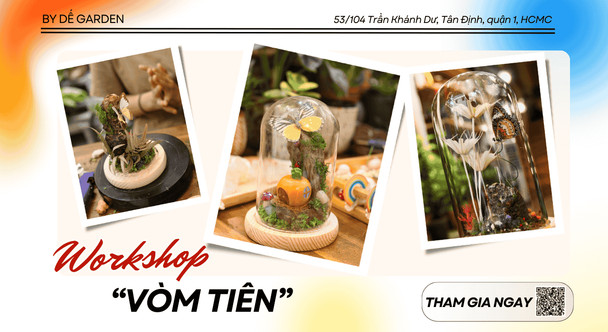 BY DẾ GARDEN
53/104 Trần Khánh Dư, Tân Định, quận 1, HCMC
Workshop
“VÒM TIÊN”
THAM GIA NGAY